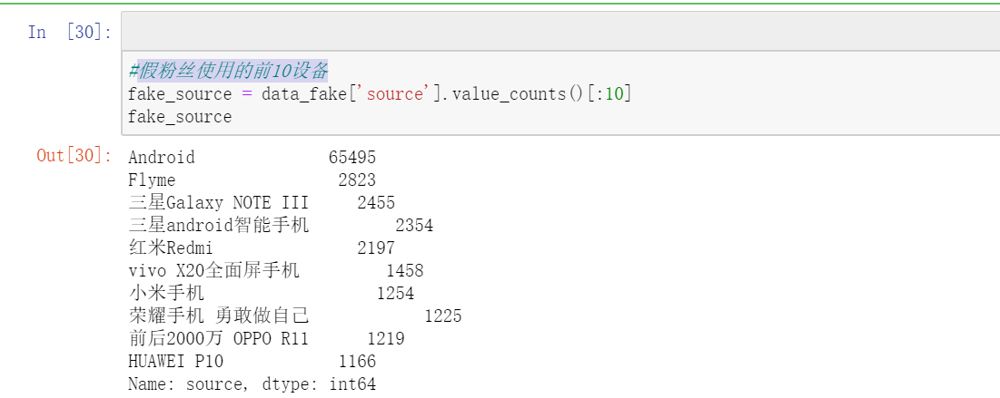 In [30]:
#假粉丝使用的前10设备
fake_source = data_fake['source'].value_counts()[:10]
fake_source
Out[30]:
Android 65495
Flyme 2823
三星Galaxy NOTE III 2455
三星android智能手机 2354
红米Redmi 2197
vivo X20全面屏手机 1458
小米手机 1254
荣耀手机 勇敢做自己 1225
前后2000万 OPPO R11 1219
HUAWEI P10 1166
Name: source, dtype: int64